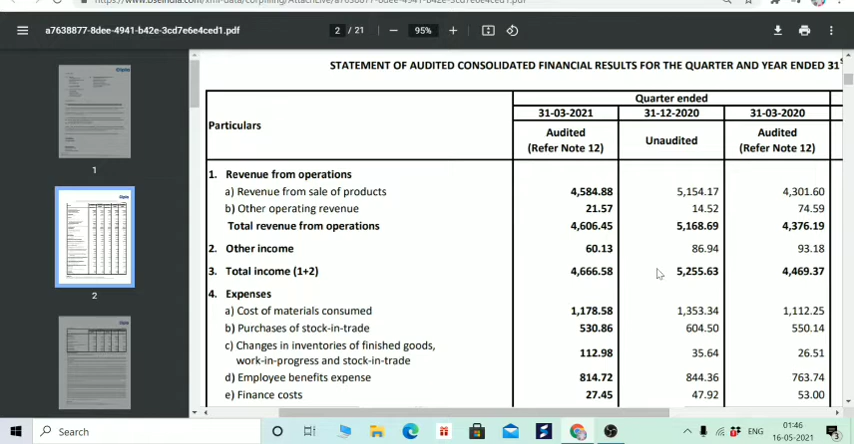 a7638877-8dee-4941-b42e-3cd7e6e4ced1.pdf
2 / 21
95%
STATEMENT OF AUDITED CONSOLIDATED FINANCIAL RESULTS FOR THE QUARTER AND YEAR ENDED 31
Particulars
Quarter ended
31-03-2021 31-12-2020 31-03-2020
Audited (Refer Note 12) Unaudited Audited (Refer Note 12)
1. Revenue from operations
a) Revenue from sale of products 4,584.88 5,154.17 4,301.60
b) Other operating revenue 21.57 14.52 74.59
Total revenue from operations 4,606.45 5,168.69 4,376.19
2. Other income 60.13 86.94 93.18
3. Total income (1+2) 4,666.58 5,255.63 4,469.37
4. Expenses
a) Cost of materials consumed 1,178.58 1,353.34 1,112.25
b) Purchases of stock-in-trade 530.86 604.50 550.14
c) Changes in inventories of finished goods,
work-in-progress and stock-in-trade 112.98 35.64 26.51
d) Employee benefits expense 814.72 844.36 763.74
e) Finance costs 27.45 47.92 53.00
1
2
Search
ENG
01:46
16-05-2021
3